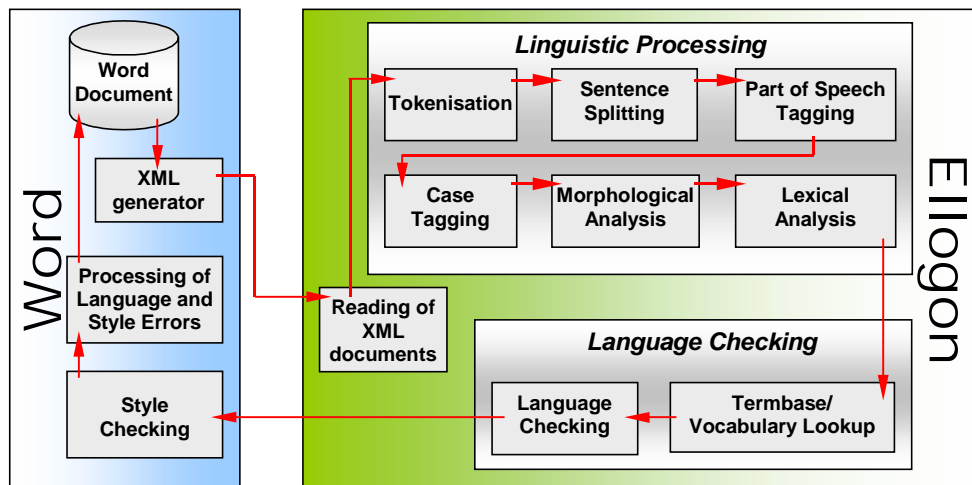 Word
Document
XML
generator
Processing of
Language and
Style Errors
Style
Checking
Word
Reading of
XML
documents
Linguistic Processing
Tokenisation
Sentence
Splitting
Part of Speech
Tagging
Case
Tagging
Morphological
Analysis
Lexical
Analysis
Language Checking
Language
Checking
Termbase/
Vocabulary Lookup
Ellogon